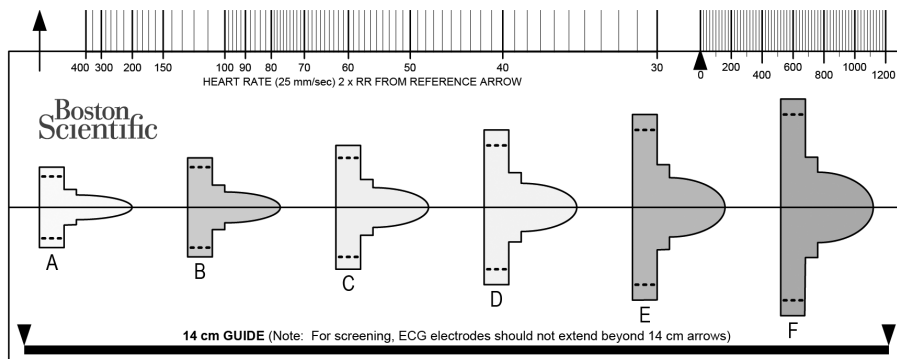 400 300 200 150 100 90 80 70 60 50 40 30 0 200 400 600 800 1000 1200
HEART RATE (25 mm/sec) 2 x RR FROM REFERENCE ARROW
Boston
Scientific
A
B
C
D
E
F
14 cm GUIDE (Note: For screening, ECG electrodes should not extend beyond 14 cm arrows)